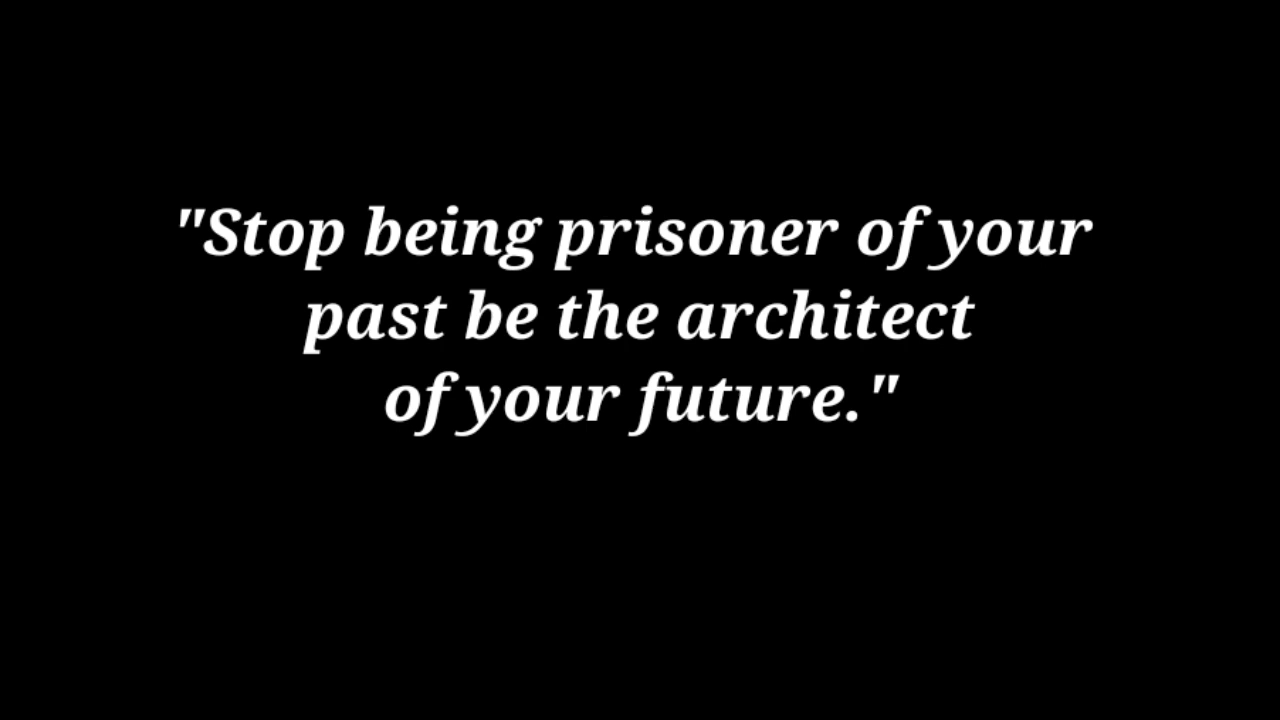 "Stop being prisoner of your
past be the architect
of your future."